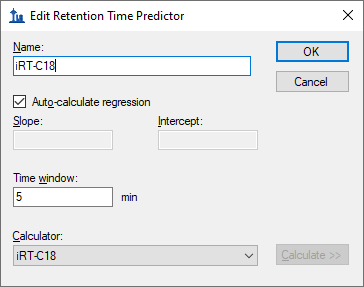 Edit Retention Time Predictor
Name:
iRT-C18
OK
Cancel
Auto-calculate regression
Slope:
Intercept:
Time window:
5
min
Calculator:
iRT-C18
Calculate >>